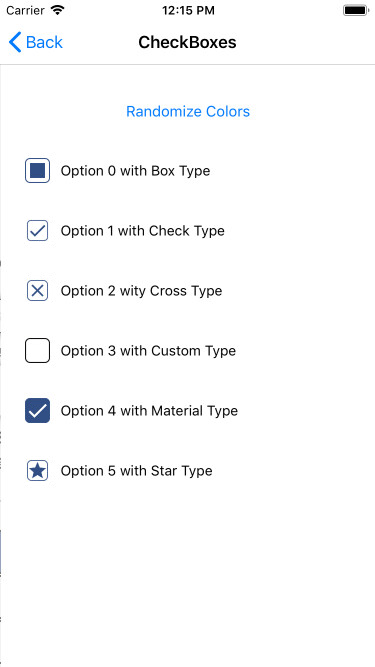 Carrier 12:15 PM
Back CheckBoxes
Randomize Colors
Option 0 with Box Type
Option 1 with Check Type
Option 2 wity Cross Type
Option 3 with Custom Type
Option 4 with Material Type
Option 5 with Star Type